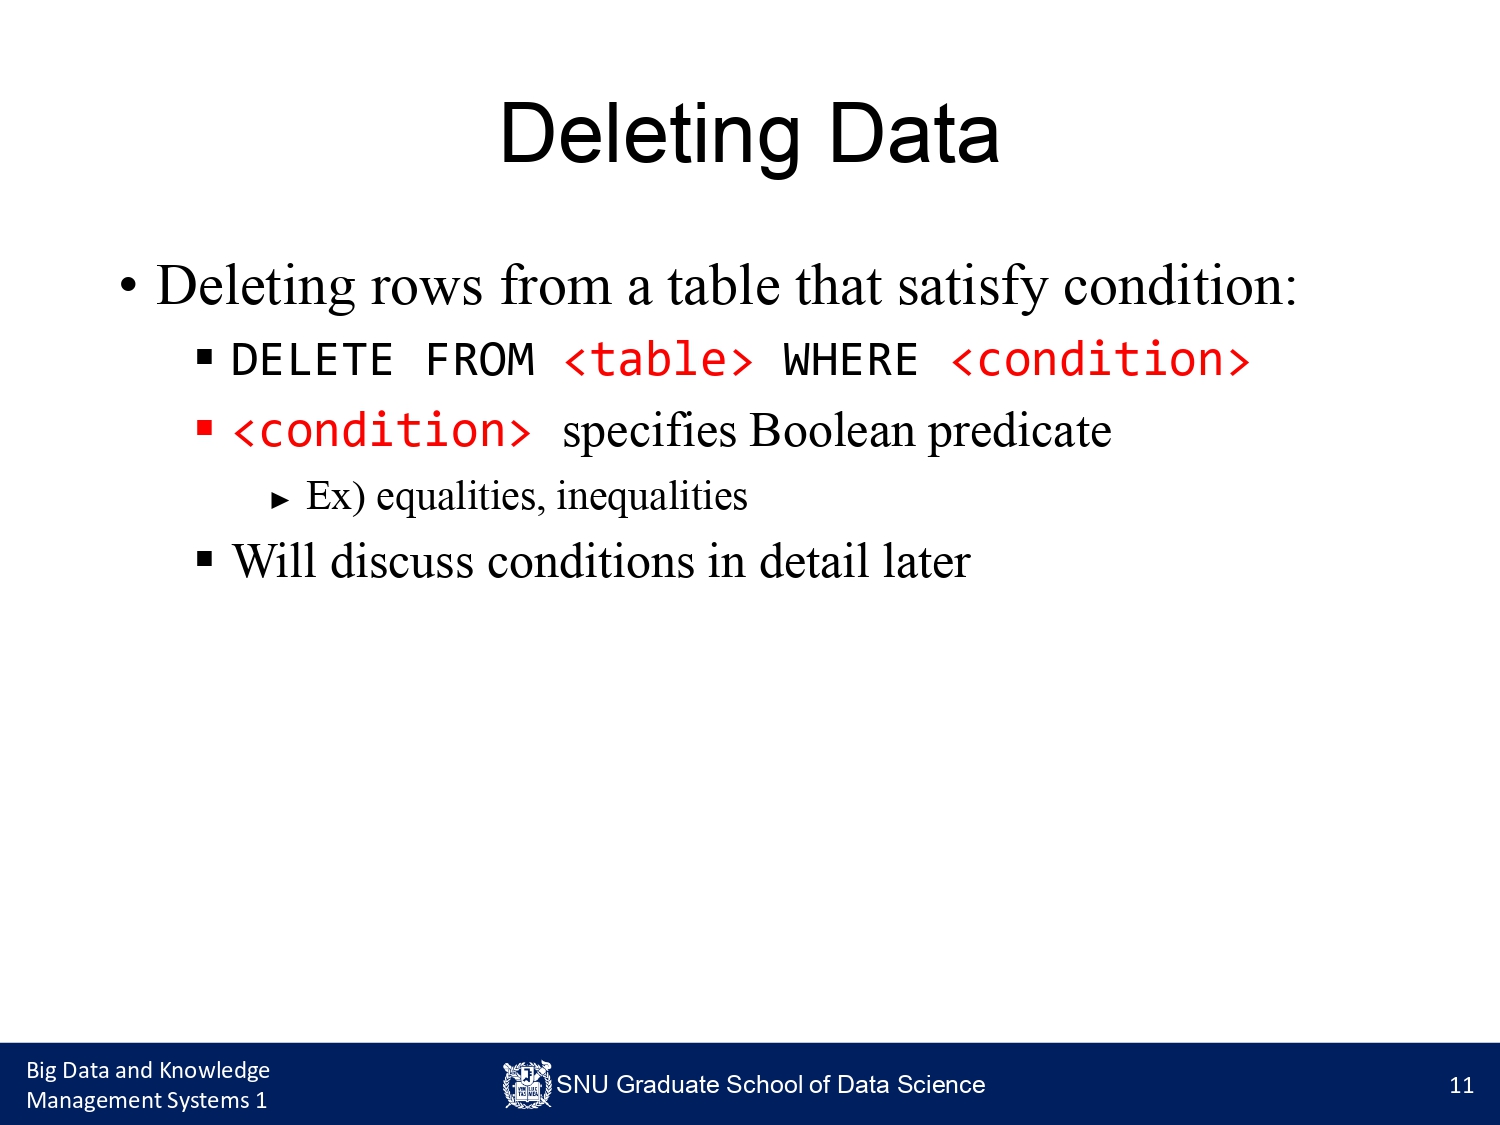 Deleting Data
• Deleting rows from a table that satisfy condition:
▪ DELETE FROM <table> WHERE <condition>
▪ <condition> specifies Boolean predicate
► Ex) equalities, inequalities
▪ Will discuss conditions in detail later
Big Data and Knowledge
Management Systems 1
SNU Graduate School of Data Science
11